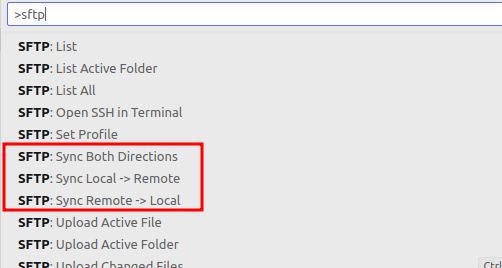 >sftp
SFTP: List
SFTP: List Active Folder
SFTP: List All
SFTP: Open SSH in Terminal
SFTP: Set Profile
SFTP: Sync Both Directions
SFTP: Sync Local -> Remote
SFTP: Sync Remote -> Local
SFTP: Upload Active File
SFTP: Upload Active Folder
SFTP: Upload Changed Files
Ctr